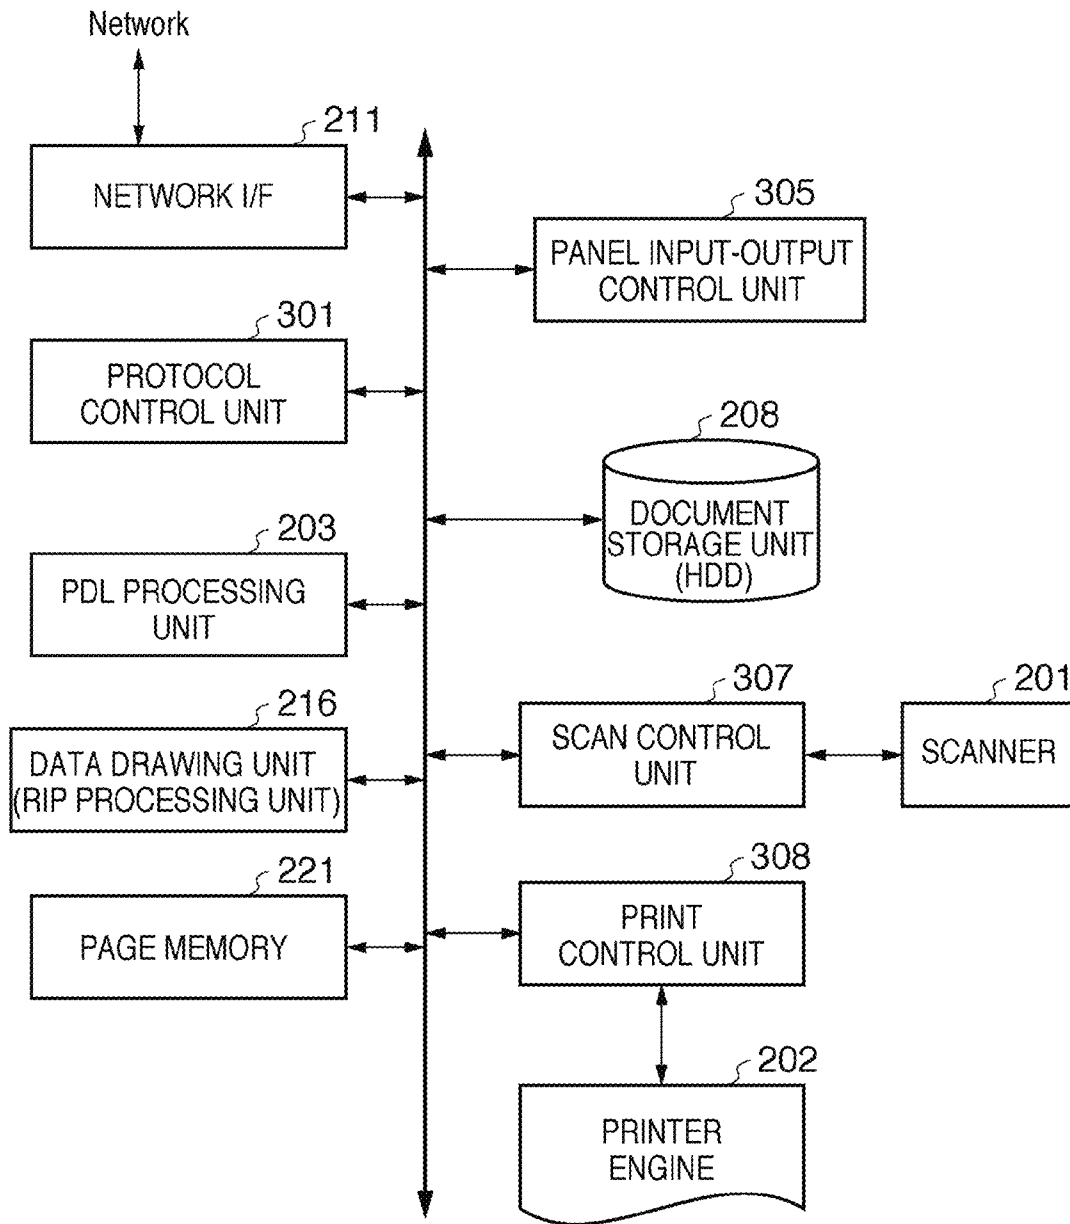 Network
211
NETWORK I/F
305
PANEL INPUT-OUTPUT
CONTROL UNIT
301
PROTOCOL
CONTROL UNIT
208
DOCUMENT
STORAGE UNIT
(HDD)
203
PDL PROCESSING
UNIT
307
SCAN CONTROL
UNIT
201
SCANNER
216
DATA DRAWING UNIT
(RIP PROCESSING UNIT)
308
PRINT
CONTROL UNIT
221
PAGE MEMORY
202
PRINTER
ENGINE